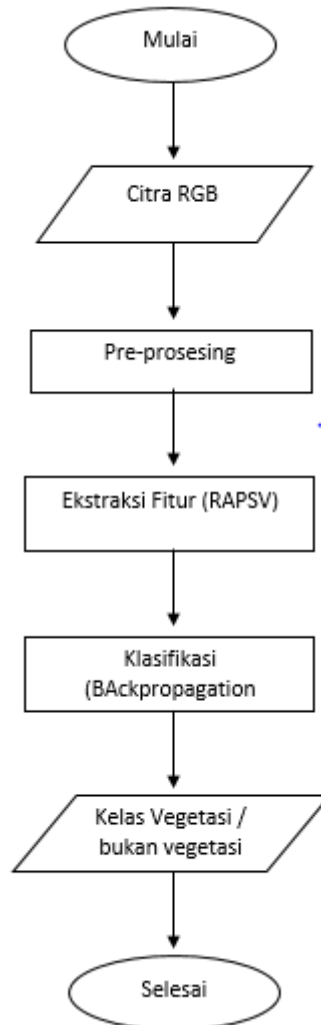 Mulai
Citra RGB
Pre-prosesing
Ekstraksi Fitur (RAPSV)
Klasifikasi
(BAckpropagation
Kelas Vegetasi /
bukan vegetasi
Selesai